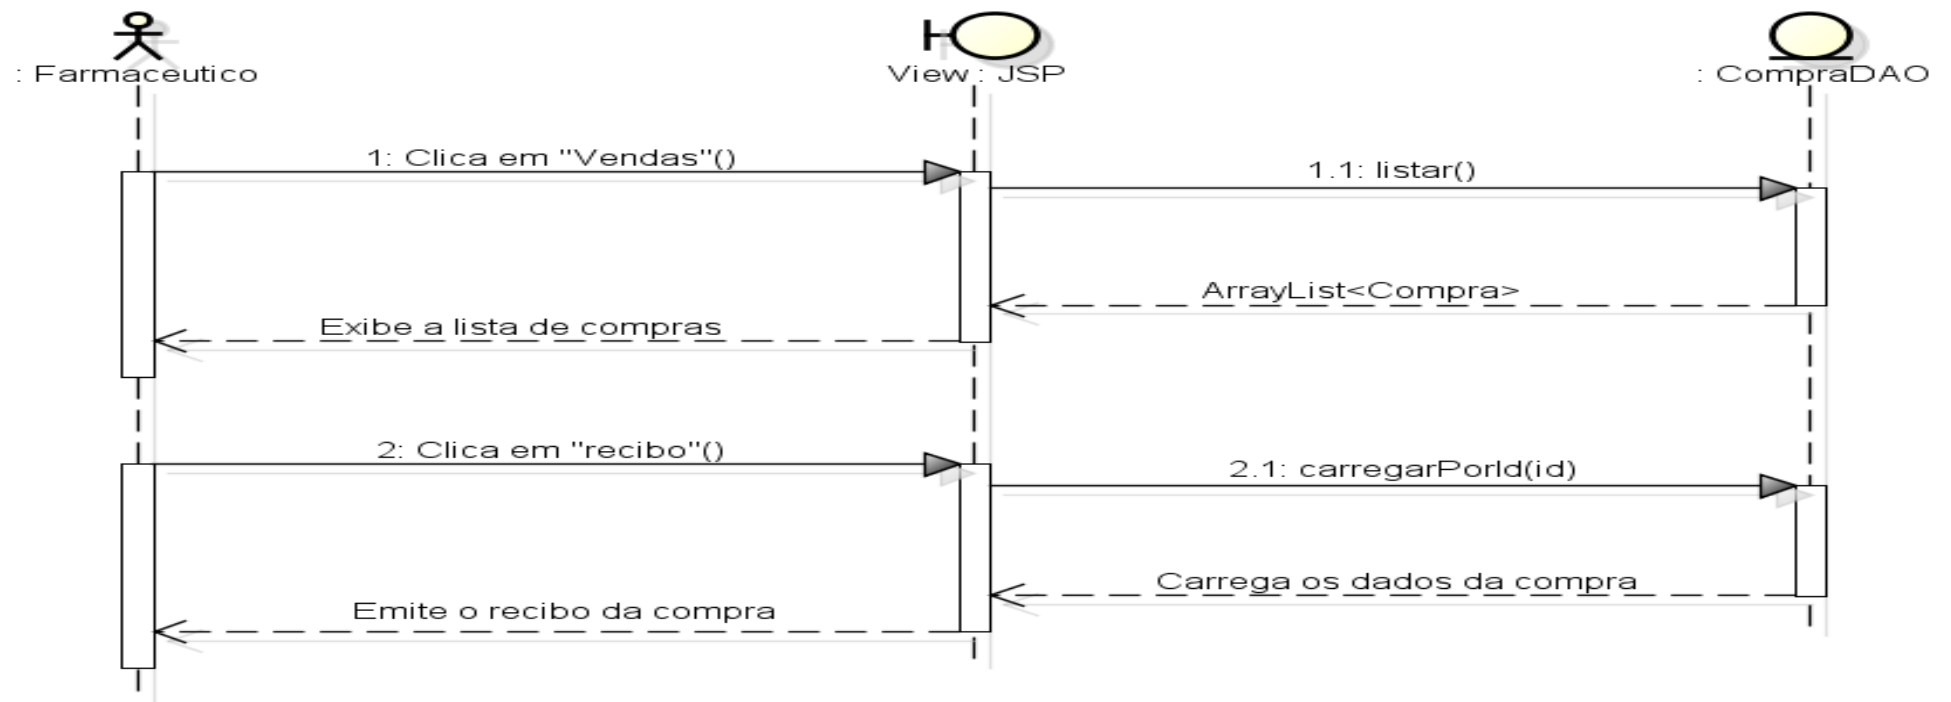 : Farmaceutico
View : JSP
: CompraDAO
1: Clica em "Vendas"()
1.1: listar()
ArrayList<Compra>
Exibe a lista de compras
2: Clica em "recibo"()
2.1: carregarPorId(id)
Carrega os dados da compra
Emite o recibo da compra